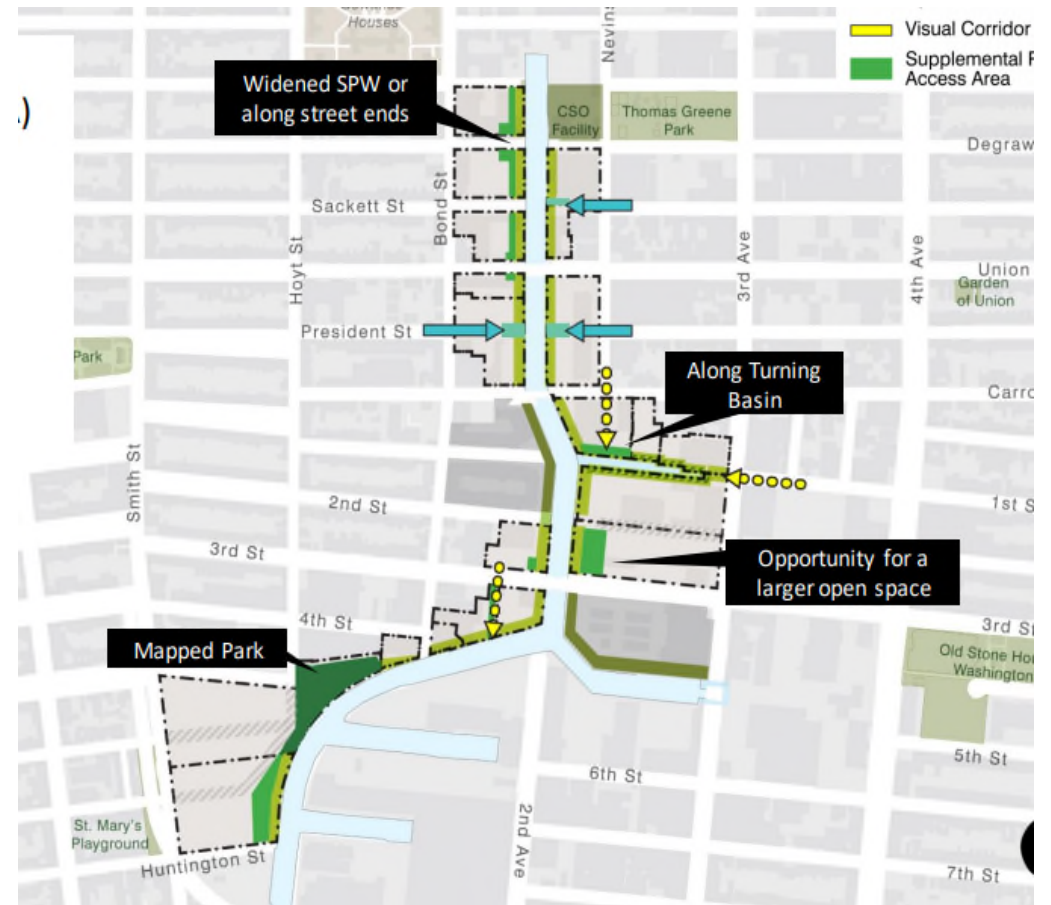 Houses
Nevins
Visual Corridor
Supplemental
Access Area
Widened SPW or
along street ends
A)
CSO
Facility
Thomas Greene
Park
Degraw
Sackett St
Bond St
Hoyt St
3rd Ave
4th Ave
Union
Garden
of Union
President St
Park
Along Turning
Basin
Carro
Smith St
2nd St
1st S
3rd St
Opportunity for a
larger open space
4th St
3rd St
Mapped Park
Old Stone Hou
Washington
5th St
6th St
2nd Ave
St. Mary's
Playground
Huntington St
7th St